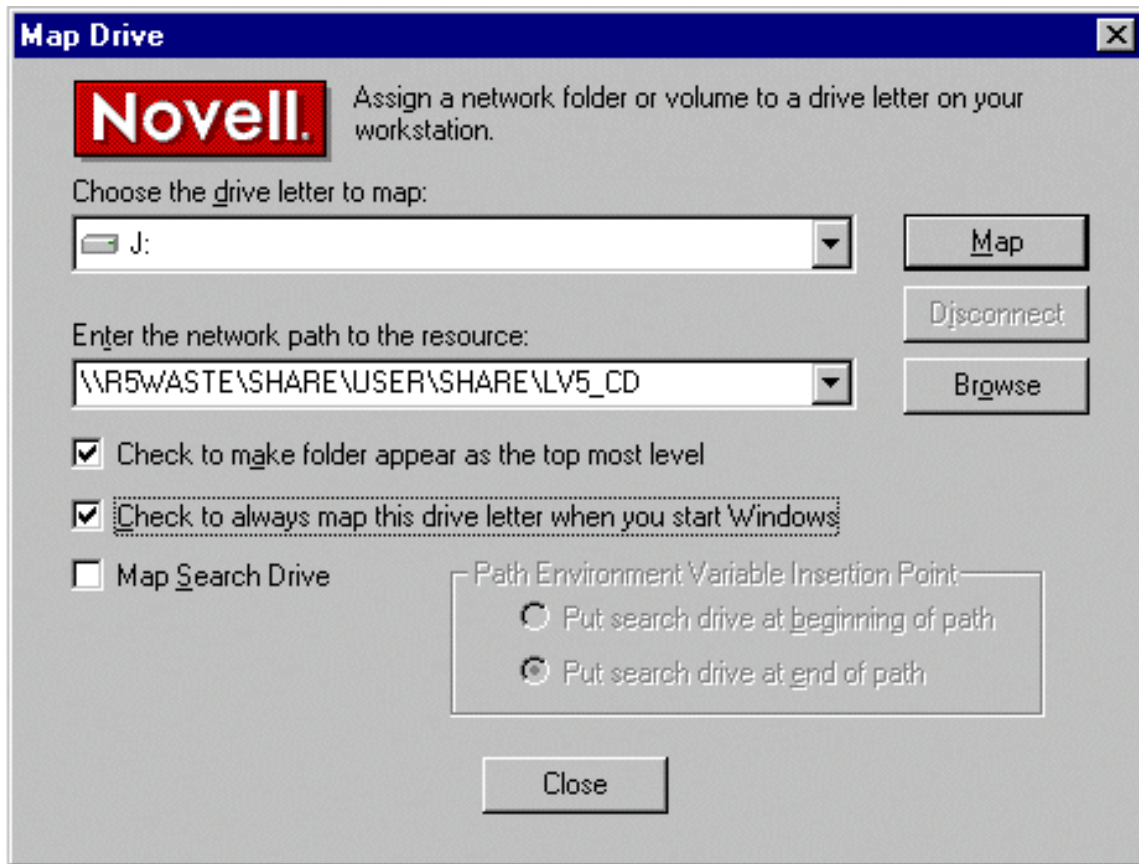 Map Drive
Novell.
Assign a network folder or volume to a drive letter on your
workstation.
Choose the drive letter to map:
J:
Map
Disconnect
Enter the network path to the resource:
\\R5WASTE\SHARE\USER\SHARE\LV5_CD
Browse
Check to make folder appear as the top most level
Check to always map this drive letter when you start Windows
Map Search Drive
Path Environment Variable Insertion Point
Put search drive at beginning of path
Put search drive at end of path
Close